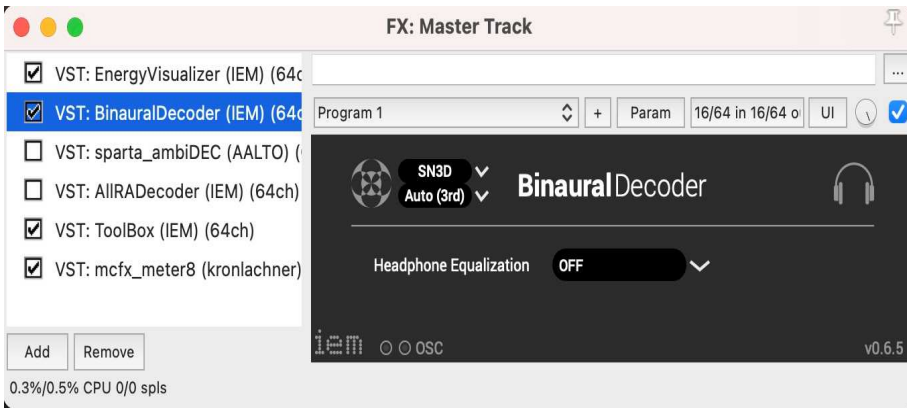 FX: Master Track
VST: EnergyVisualizer (IEM) (64c
VST: BinauralDecoder (IEM) (64c
VST: sparta_ambiDEC (AALTO) (
VST: AllRADecoder (IEM) (64ch)
VST: ToolBox (IEM) (64ch)
VST: mcfx_meter8 (kronlachner)
Add Remove
0.3%/0.5% CPU 0/0 spls
...
Program 1 + Param 16/64 in 16/64 o UI
SN3D
Auto (3rd)
BinauralDecoder
Headphone Equalization OFF
iem OSC v0.6.5